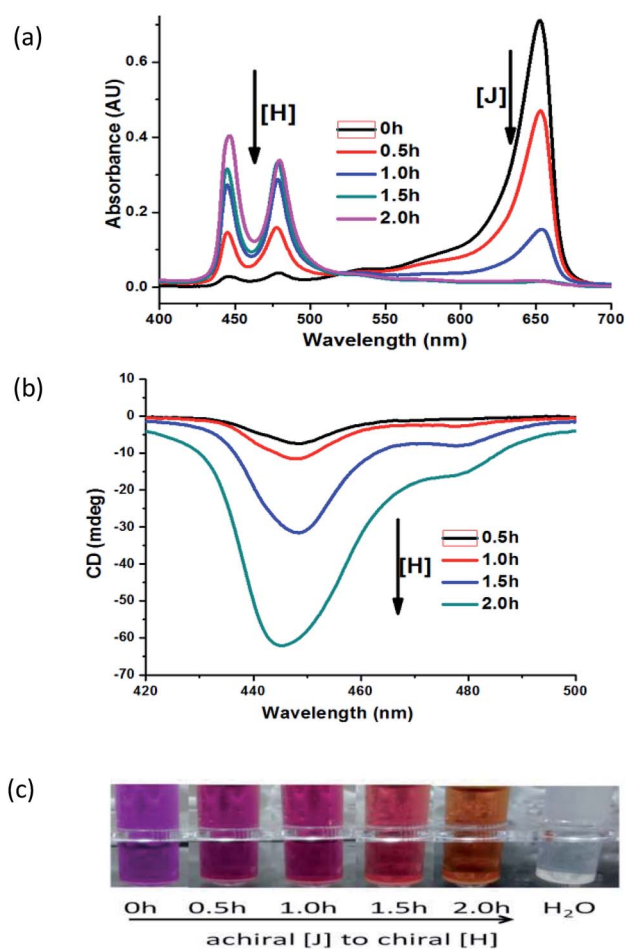 (a)
Absorbance (AU)
0.6
0.4
0.2
0.0
[H]
[J]
0h
0.5h
1.0h
1.5h
2.0h
400 450 500 550 600 650 700
Wavelength (nm)
(b)
CD (mdeg)
10
0
-10
-20
-30
-40
-50
-60
-70
[H]
0.5h
1.0h
1.5h
2.0h
420 440 460 480 500
Wavelength (nm)
(c)
0h 0.5h 1.0h 1.5h 2.0h H₂O
achiral [J] to chiral [H]